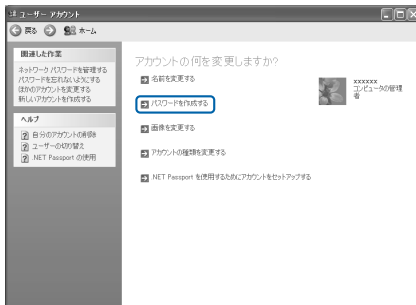 ユーザー アカウント
戻る ホーム
関連した作業
ネットワーク パスワードを管理する
パスワードを忘れないようにする
ほかのアカウントを変更する
新しいアカウントを作成する
ヘルプ
自分のアカウントの削除
ユーザーの切り替え
.NET Passport の使用
アカウントの何を変更しますか?
名前を変更する
パスワードを作成する
画像を変更する
アカウントの種類を変更する
.NET Passport を使用するためにアカウントをセットアップする
xxxxxx
コンピュータの管理
者